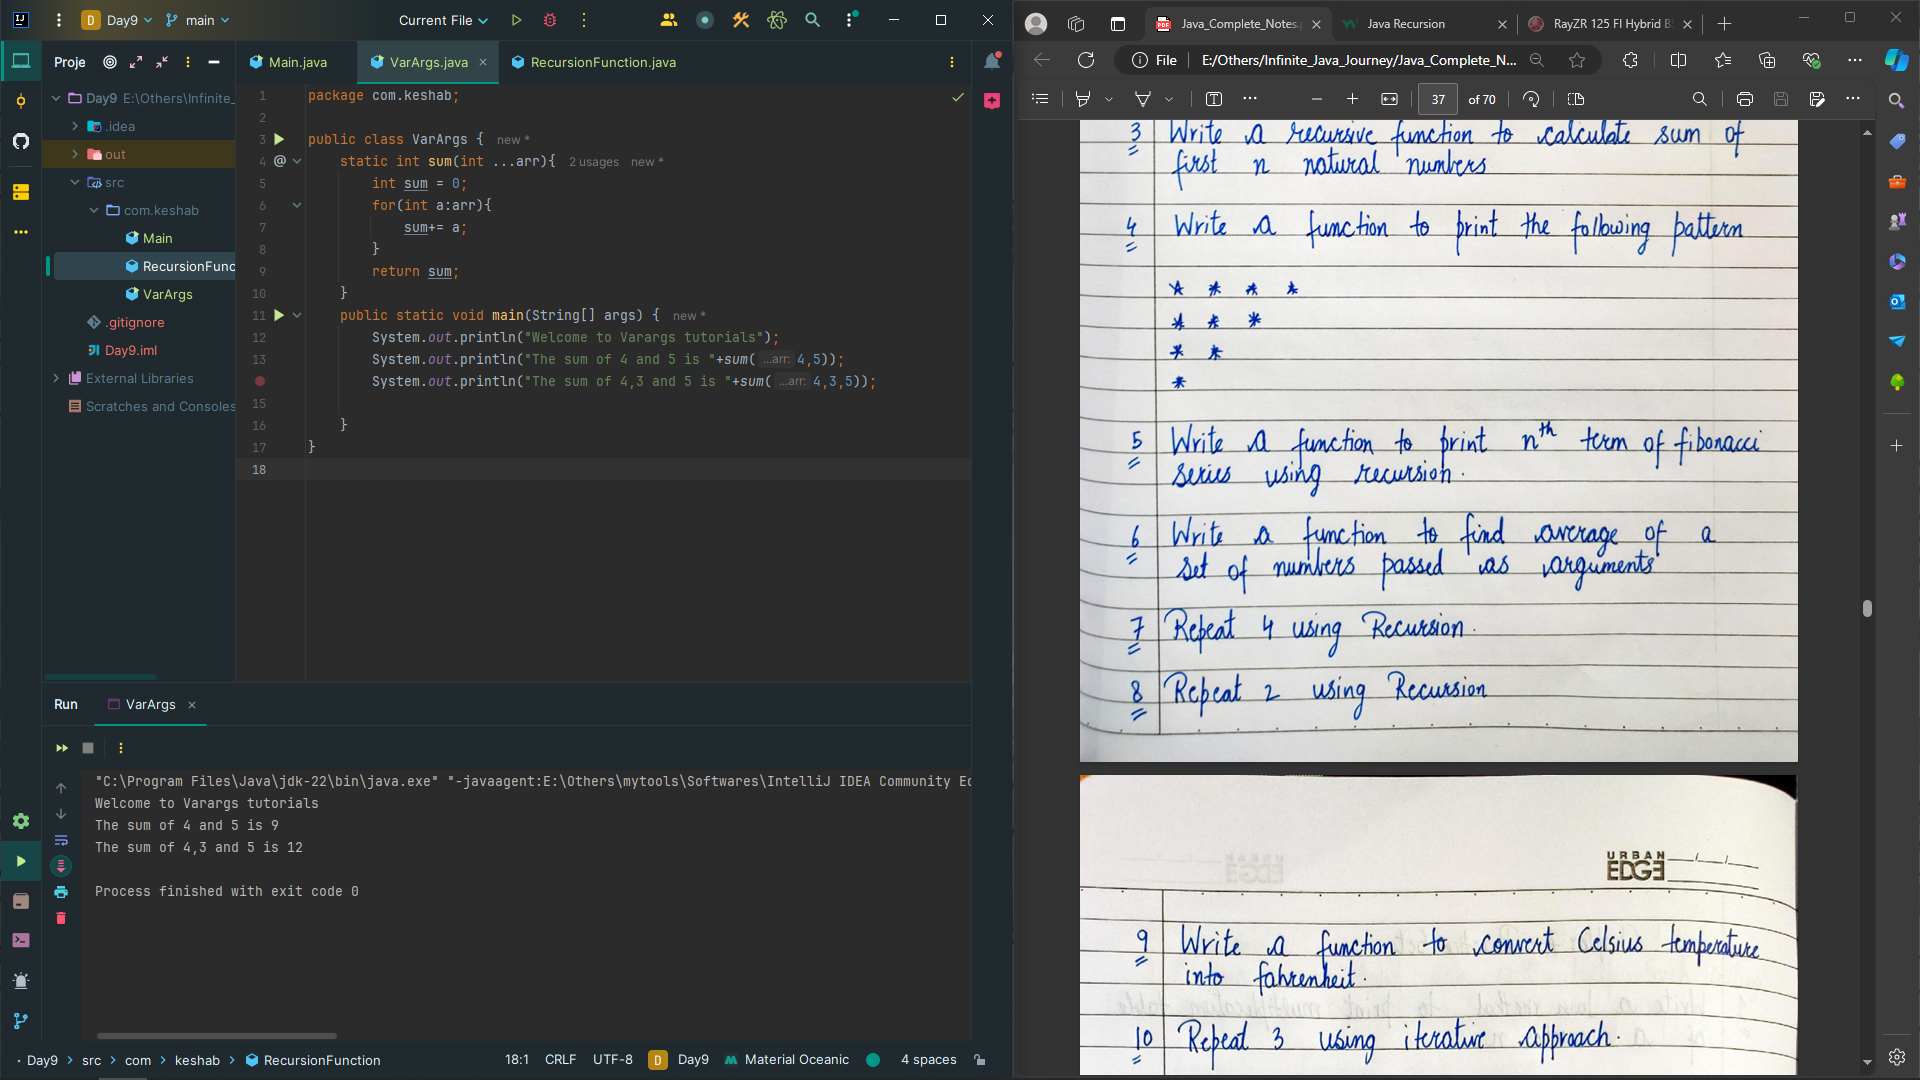 D Day9 main Current File
Proje
Main.java VarArgs.java RecursionFunction.java
Day9 E:\Others\Infinite_
.idea
out
src
com.keshab
Main
RecursionFunc
VarArgs
.gitignore
Day9.iml
External Libraries
Scratches and Consoles
1 package com.keshab;
2
3 public class VarArgs { new *
4 @ static int sum(int ...arr){ 2 usages new *
5 int sum = 0;
6 for(int a:arr){
7 sum+= a;
8 }
9 return sum;
10 }
11 public static void main(String[] args) { new *
12 System.out.println("Welcome to Varargs tutorials");
13 System.out.println("The sum of 4 and 5 is "+sum( ...arr: 4,5));
System.out.println("The sum of 4,3 and 5 is "+sum( ...arr: 4,3,5));
15
16 }
17 }
18
Run VarArgs
"C:\Program Files\Java\jdk-22\bin\java.exe" "-javaagent:E:\Others\mytools\Softwares\IntelliJ IDEA Community Ed
Welcome to Varargs tutorials
The sum of 4 and 5 is 9
The sum of 4,3 and 5 is 12
Process finished with exit code 0
Day9 > src > com > keshab > RecursionFunction 18:1 CRLF UTF-8 D Day9 Material Oceanic 4 spaces
Java_Complete_Notes. Java Recursion RayZR 125 FI Hybrid BS
File E:/Others/Infinite_Java_Journey/Java_Complete_N...
37 of 70
3 Write a recursive function to calculate sum of
first n natural numbers
4 Write a function to print the following pattern
* * * *
* * *
* *
*
5 Write a function to print nth term of fibonacci
series using recursion.
6 Write a function to find average of a
set of numbers passed as arguments
7 Repeat 4 using Recursion.
8 Repeat 2 using Recursion
URBAN
EDGE
9 Write a function to convert Celsius temperature
into fahrenheit.
10 Repeat 3 using iterative approach.